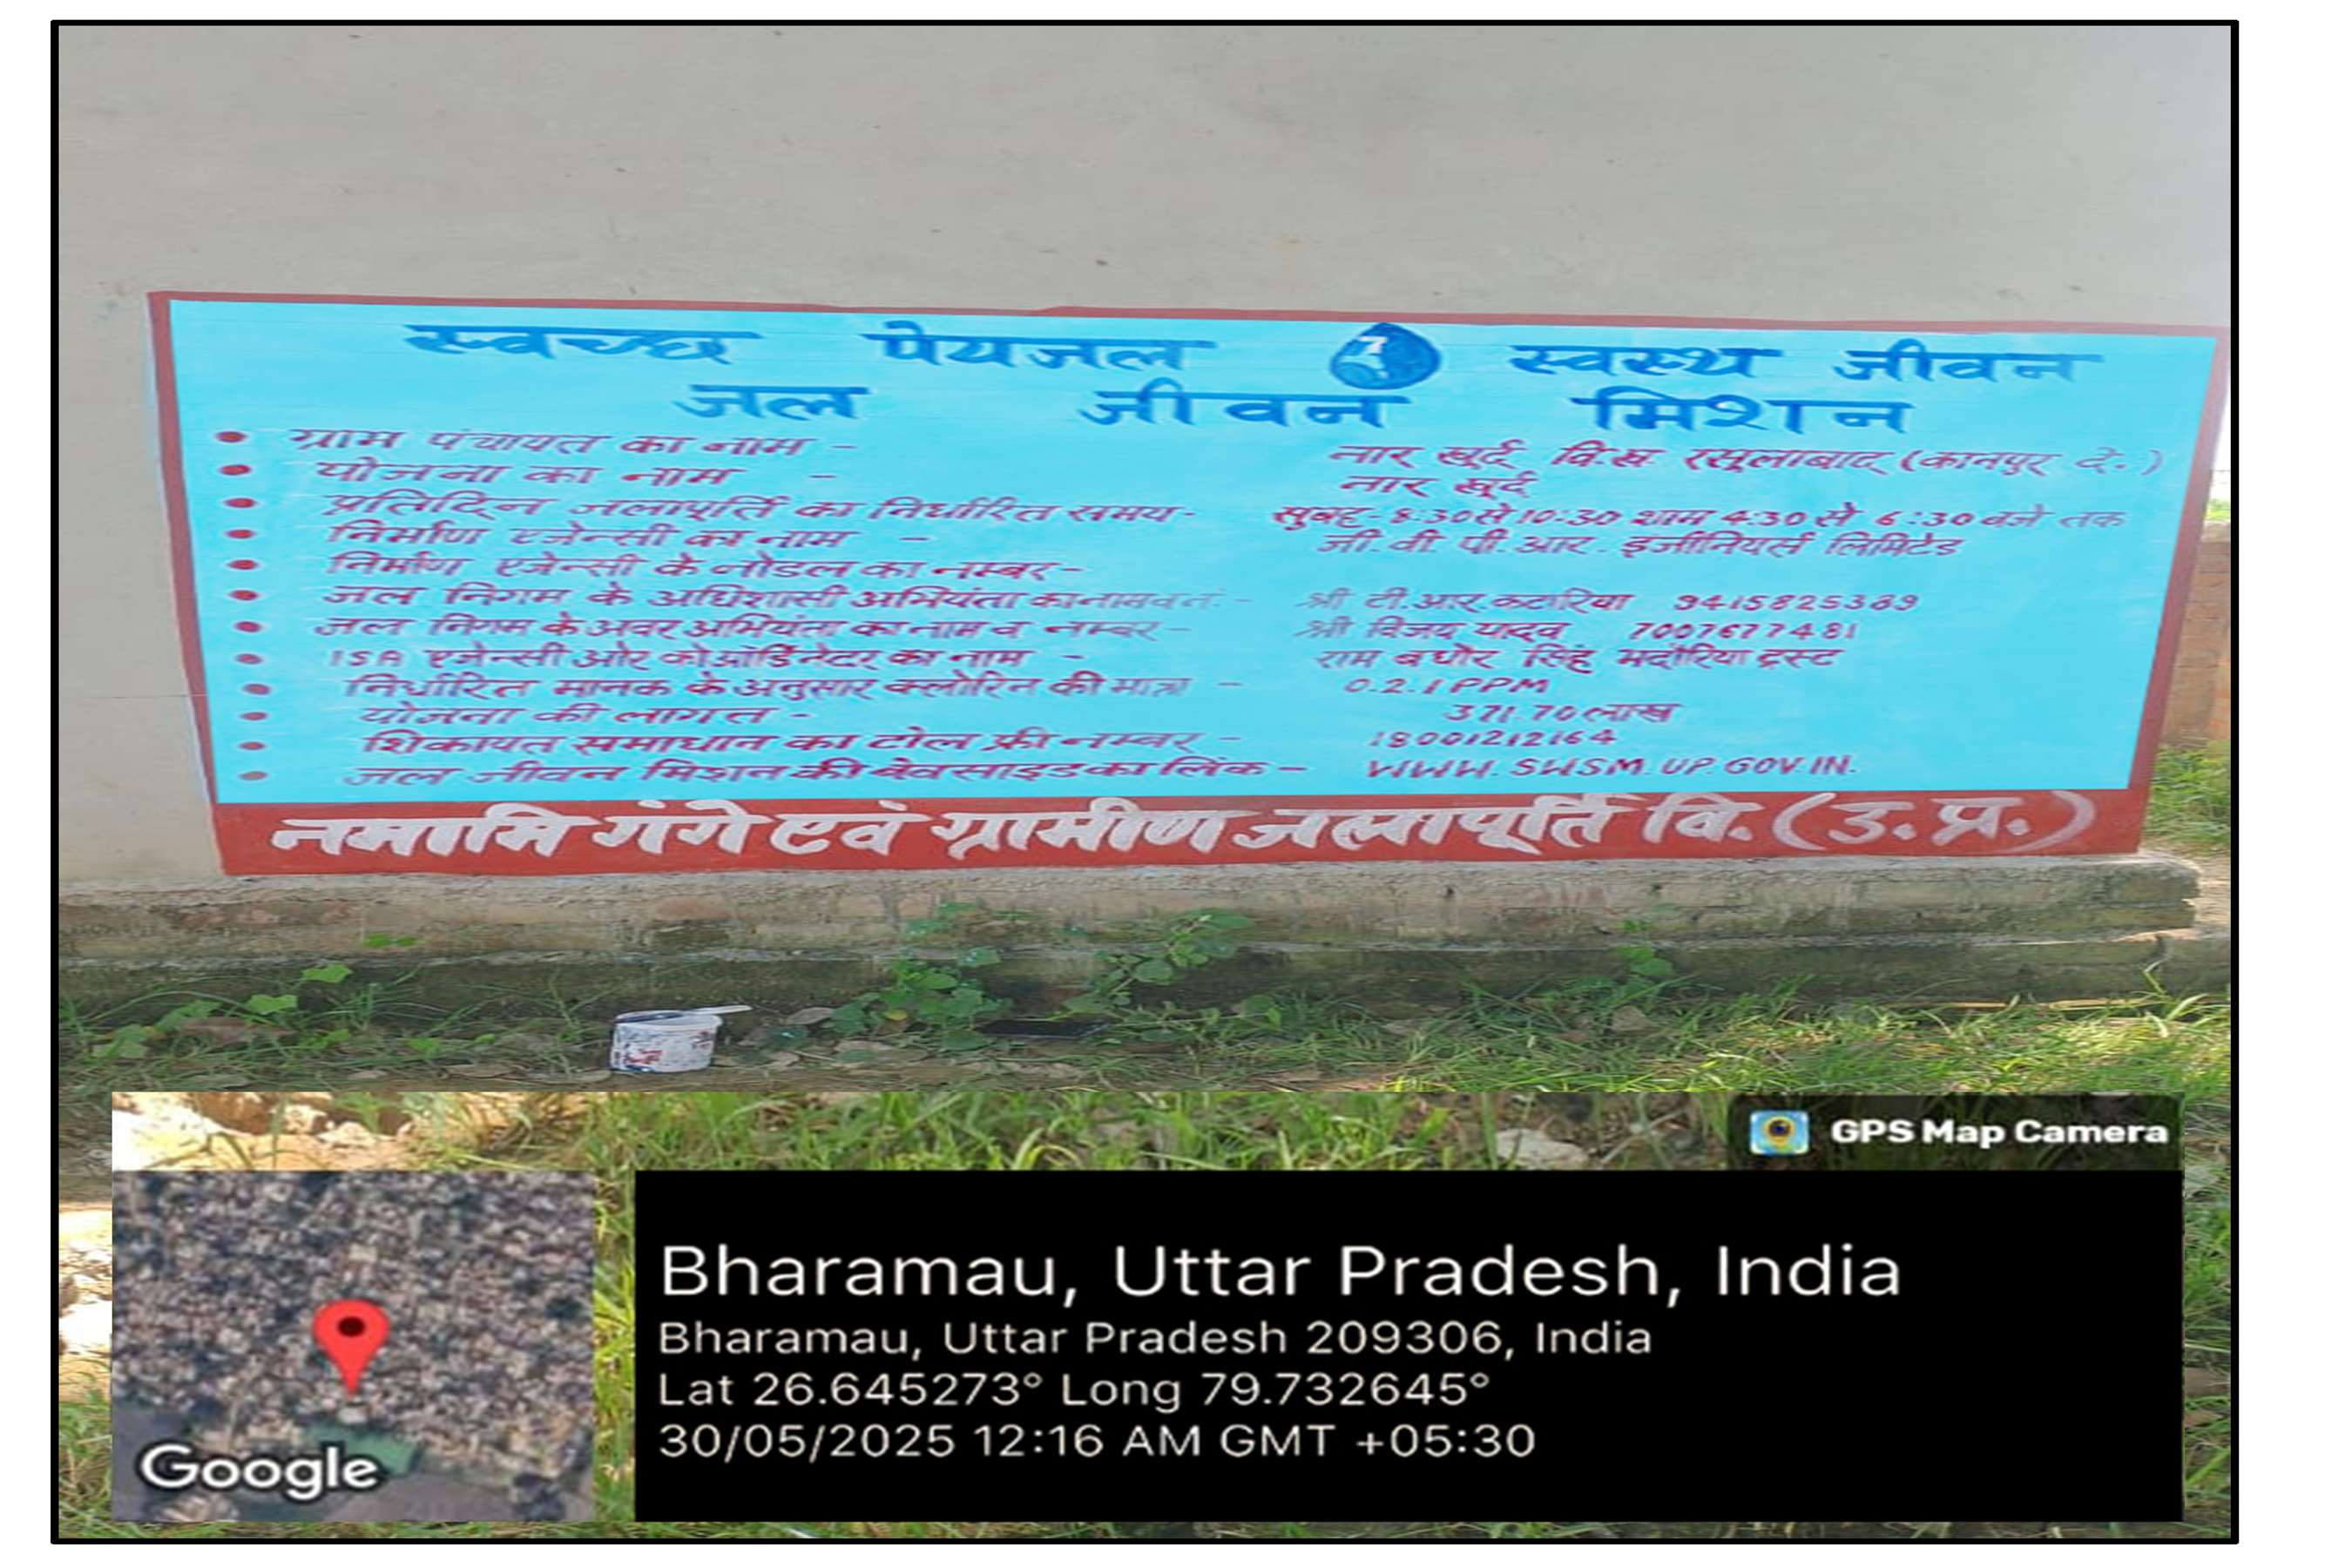 स्वच्छ पेयजल स्वस्थ जीवन
जल जीवन मिशन
• ग्राम पंचायत का नाम - नार खुर्द वि.ख. रसूलाबाद (कानपुर दे.)
• योजना का नाम - नार खुर्द
• प्रतिदिन जलापूर्ति का निर्धारित समय- सुबह 8:30 से 10:30 शाम 4:30 से 6:30 बजे तक
• निर्माण एजेन्सी का नाम - जी.वी.पी.आर. इंजीनियर्स लिमिटेड
• निर्माण एजेन्सी के नोडल का नम्बर-
• जल निगम के अधिशासी अभियंता का नाम व नं.- श्री टी.आर. कटारिया 9415825389
• जल निगम के अवर अभियंता का नाम व नम्बर- श्री विजय यादव 7007677481
• ISA एजेन्सी ओर कोआर्डिनेटर का नाम - राम बधोर सिंह भदौरिया ट्रस्ट
• निर्धारित मानक के अनुसार क्लोरिन की मात्रा - 0.2.1 PPM
• योजना की लागत - 371.70 लाख
• शिकायत समाधान का टोल फ्री नम्बर - 18001212164
• जल जीवन मिशन की वेवसाइड का लिंक - WWW.SWSM.UP.GOV.IN.
नमामि गंगे एवं ग्रामीण जलापूर्ति वि. (उ.प्र.)
GPS Map Camera
Bharamau, Uttar Pradesh, India
Bharamau, Uttar Pradesh 209306, India
Lat 26.645273° Long 79.732645°
30/05/2025 12:16 AM GMT +05:30
Google